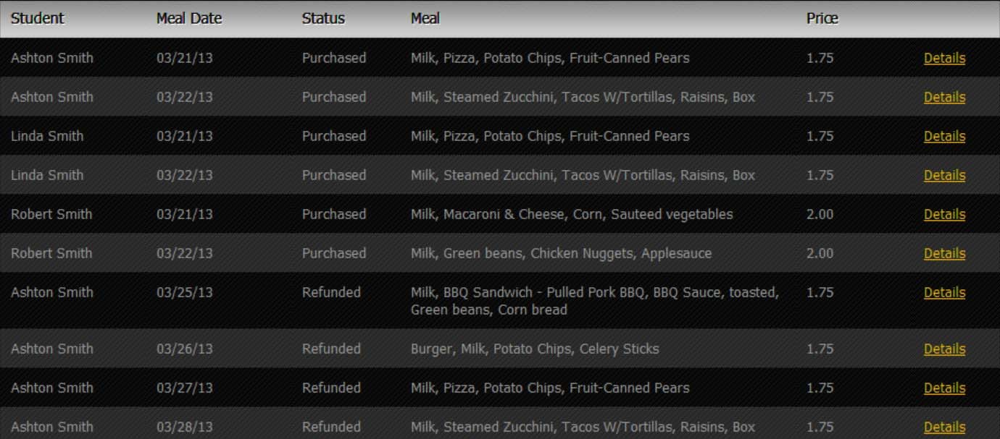 Student Meal Date Status Meal Price
Ashton Smith 03/21/13 Purchased Milk, Pizza, Potato Chips, Fruit-Canned Pears 1.75 Details
Ashton Smith 03/22/13 Purchased Milk, Steamed Zucchini, Tacos W/Tortillas, Raisins, Box 1.75 Details
Linda Smith 03/21/13 Purchased Milk, Pizza, Potato Chips, Fruit-Canned Pears 1.75 Details
Linda Smith 03/22/13 Purchased Milk, Steamed Zucchini, Tacos W/Tortillas, Raisins, Box 1.75 Details
Robert Smith 03/21/13 Purchased Milk, Macaroni & Cheese, Corn, Sauteed vegetables 2.00 Details
Robert Smith 03/22/13 Purchased Milk, Green beans, Chicken Nuggets, Applesauce 2.00 Details
Ashton Smith 03/25/13 Refunded Milk, BBQ Sandwich - Pulled Pork BBQ, BBQ Sauce, toasted, 1.75 Details
Green beans, Corn bread
Ashton Smith 03/26/13 Refunded Burger, Milk, Potato Chips, Celery Sticks 1.75 Details
Ashton Smith 03/27/13 Refunded Milk, Pizza, Potato Chips, Fruit-Canned Pears 1.75 Details
Ashton Smith 03/28/13 Refunded Milk, Steamed Zucchini, Tacos W/Tortillas, Raisins, Box 1.75 Details